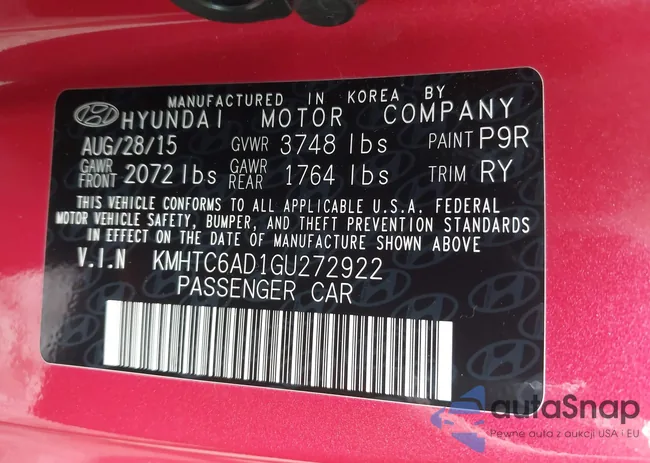 MANUFACTURED IN KOREA BY
HYUNDAI MOTOR COMPANY
AUG/28/15 GVWR 3748 lbs PAINT P9R
GAWR FRONT 2072 lbs GAWR REAR 1764 lbs TRIM RY
THIS VEHICLE CONFORMS TO ALL APPLICABLE U.S.A. FEDERAL
MOTOR VEHICLE SAFETY, BUMPER, AND THEFT PREVENTION STANDARDS
IN EFFECT ON THE DATE OF MANUFACTURE SHOWN ABOVE
V.I.N KMHTC6AD1GU272922
PASSENGER CAR
autaSnap
Pewne auta z aukcji USA i EU